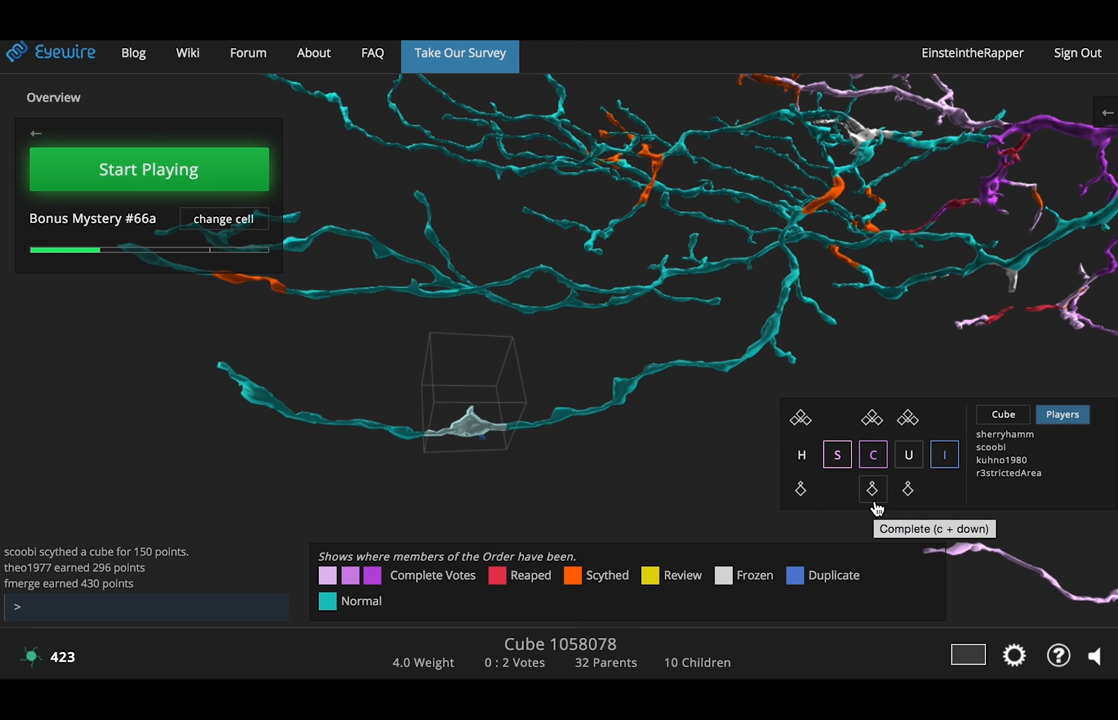 Eyewire Blog Wiki Forum About FAQ Take Our Survey EinsteintheRapper Sign Out
Overview
←
Start Playing
Bonus Mystery #66a change cell
←
Cube Players
sherryhamm
scoobi
kuhno1980
r3strictedArea
H S C U I
Complete (c + down)
scoobi scythed a cube for 150 points.
theo1977 earned 296 points
fmerge earned 430 points
>
Shows where members of the Order have been.
Complete Votes Reaped Scythed Review Frozen Duplicate
Normal
423
Cube 1058078
4.0 Weight 0 : 2 Votes 32 Parents 10 Children
?